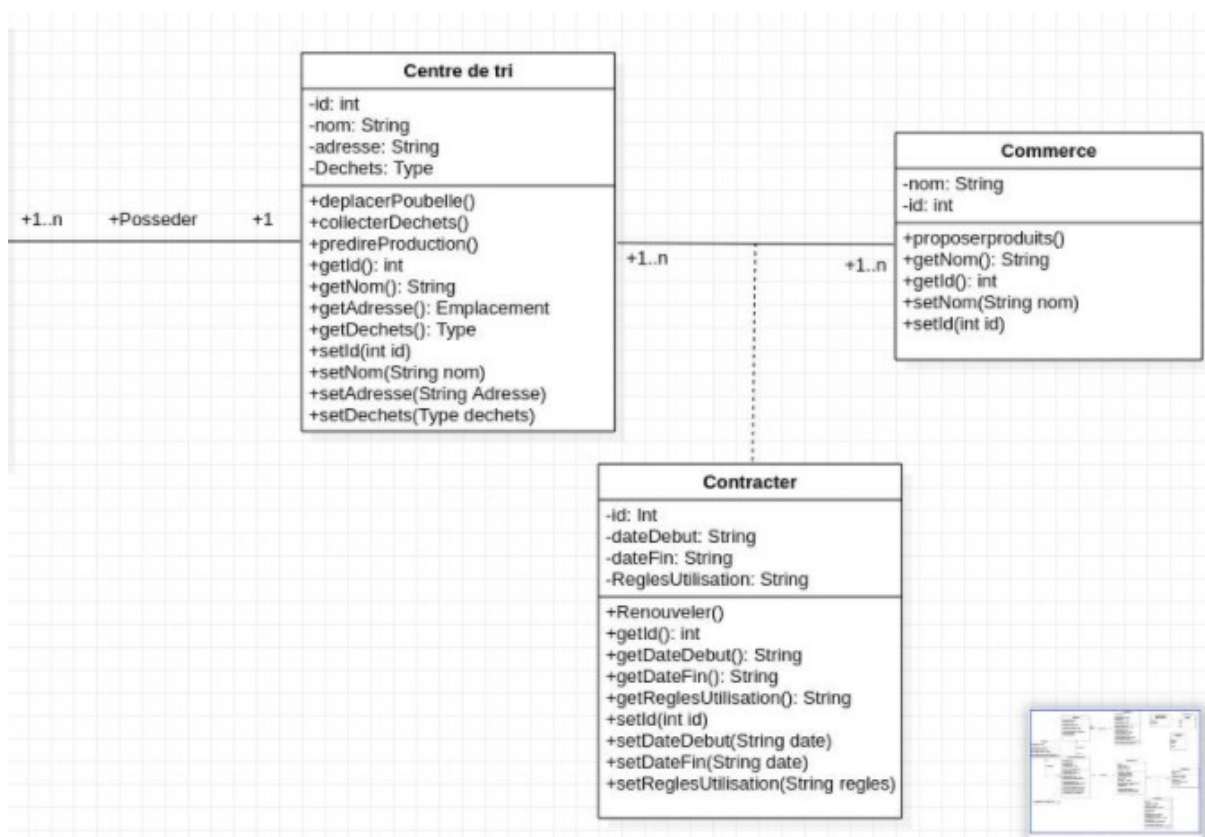 Centre de tri
-id: int
-nom: String
-adresse: String
-Dechets: Type
+deplacerPoubelle()
+collecterDechets()
+predireProduction()
+getId(): int
+getNom(): String
+getAdresse(): Emplacement
+getDechets(): Type
+setId(int id)
+setNom(String nom)
+setAdresse(String Adresse)
+setDechets(Type dechets)
+1..n +Posseder +1
+1..n +1..n
Commerce
-nom: String
-id: int
+proposerproduits()
+getNom(): String
+getId(): int
+setNom(String nom)
+setId(int id)
Contracter
-id: Int
-dateDebut: String
-dateFin: String
-ReglesUtilisation: String
+Renouveler()
+getId(): int
+getDateDebut(): String
+getDateFin(): String
+getReglesUtilisation(): String
+setId(int id)
+setDateDebut(String date)
+setDateFin(String date)
+setReglesUtilisation(String regles)